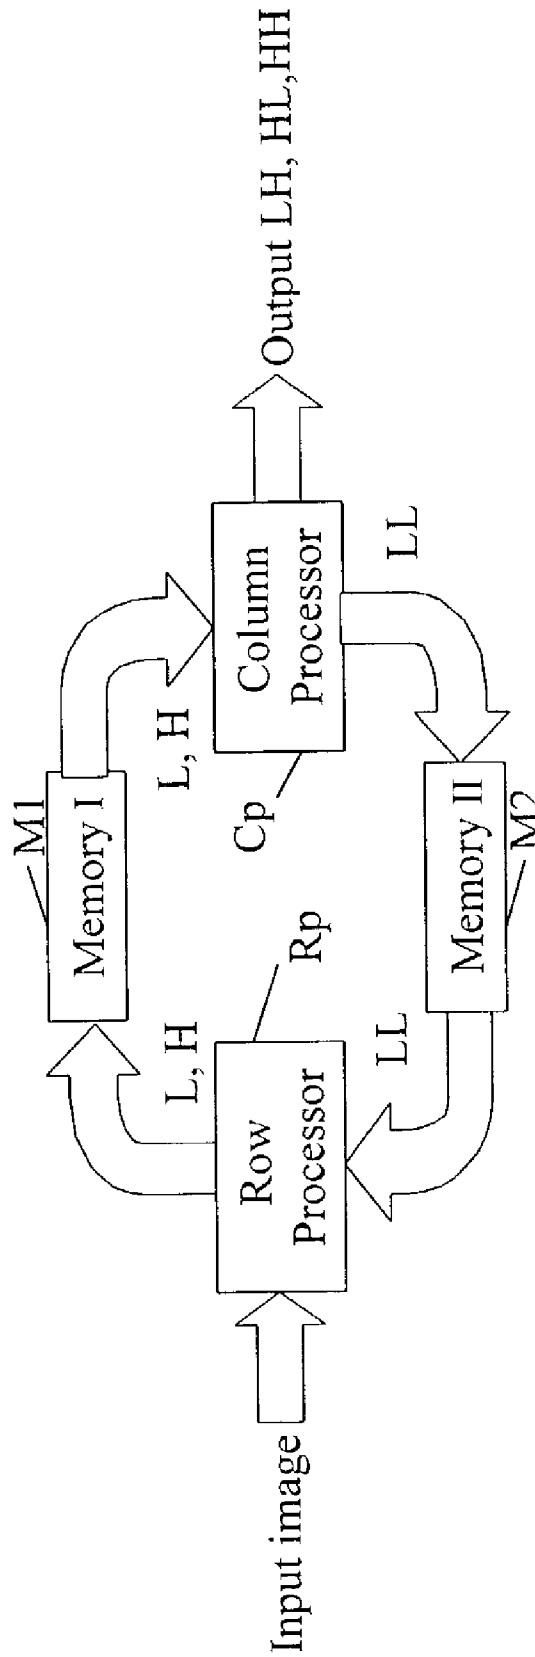 Input image
Row
Processor
Rp
L, H
M1
Memory I
L, H
Cp
Column
Processor
Output LH, HL,HH
LL
Memory II
M2
LL